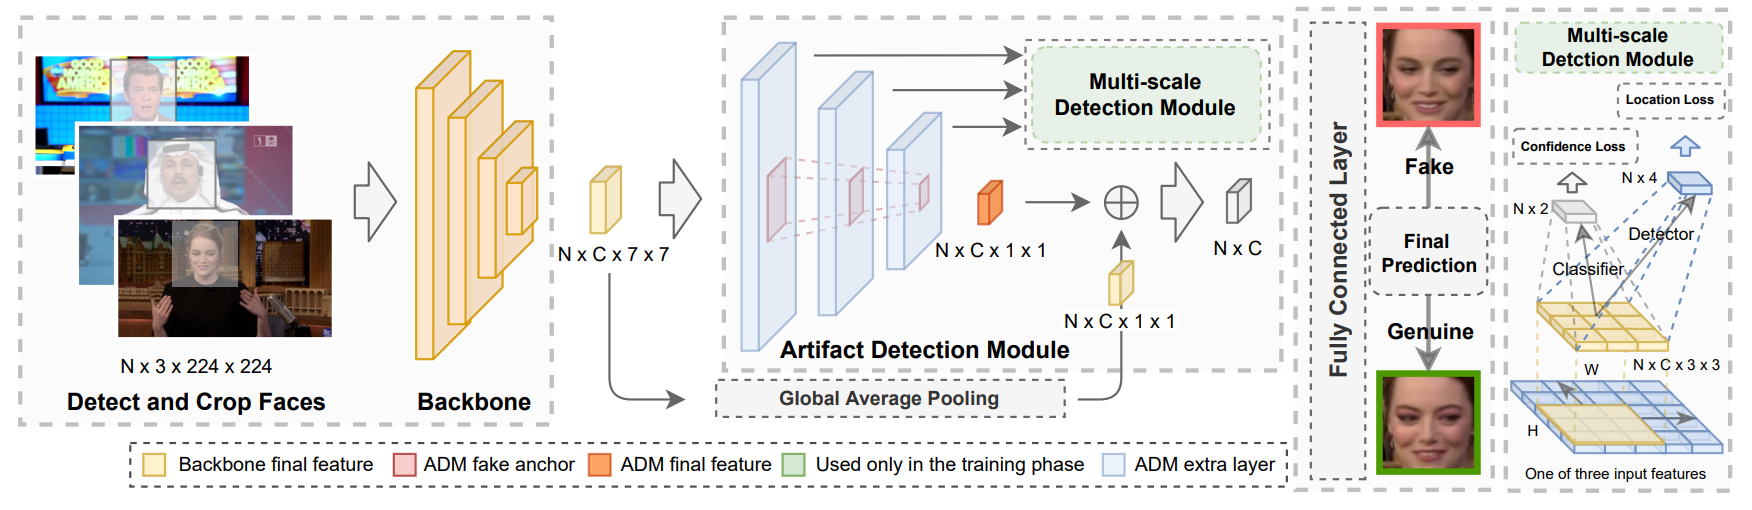 N x 3 x 224 x 224
Detect and Crop Faces
Backbone
N x C x 7 x 7
Multi-scale
Detection Module
N x C x 1 x 1
N x C
N x C x 1 x 1
Artifact Detection Module
Global Average Pooling
Backbone final feature
ADM fake anchor
ADM final feature
Used only in the training phase
ADM extra layer
Fully Connected Layer
Fake
Final
Prediction
Genuine
Multi-scale
Detction Module
Location Loss
Confidence Loss
N x 4
N x 2
Detector
Classifier
N x C x 3 x 3
W
H
One of three input features